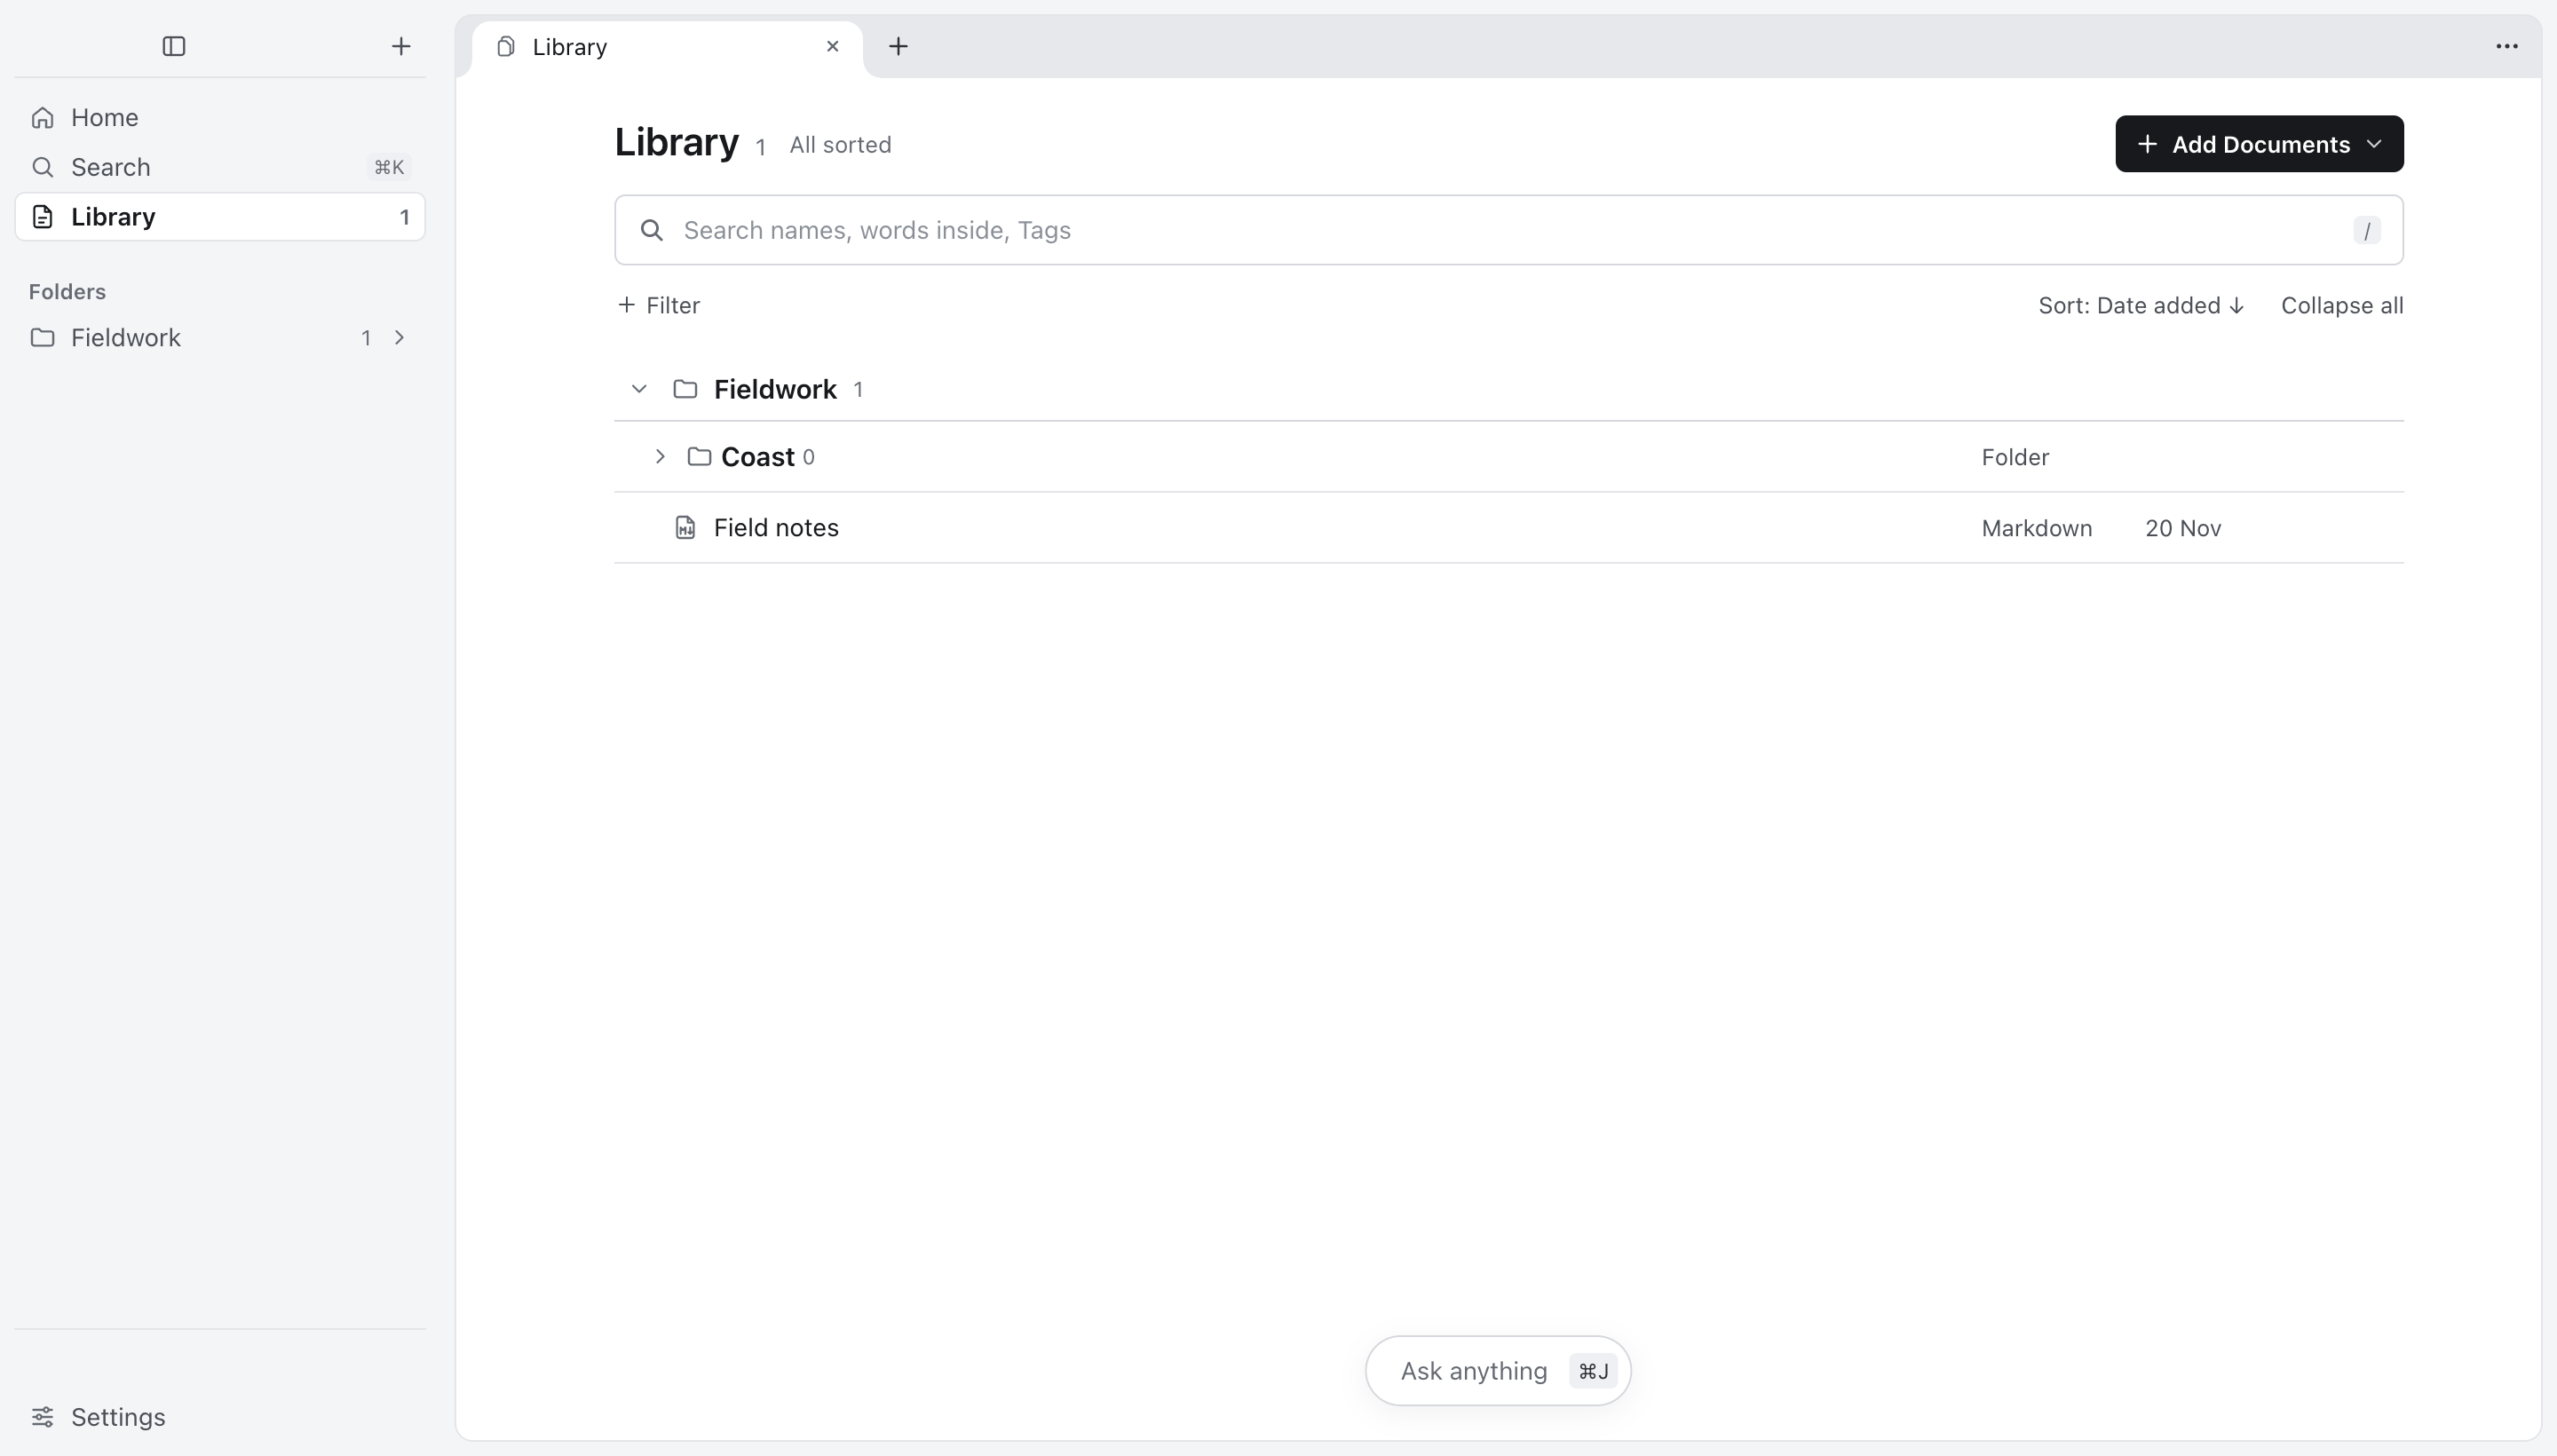 Library
Home
Search ⌘K
Library 1
Folders
Fieldwork 1
Settings
Library 1 All sorted
Add Documents
Search names, words inside, Tags /
Filter
Sort: Date added ↓ Collapse all
Fieldwork 1
Coast 0 Folder
Field notes Markdown 20 Nov
Ask anything ⌘J